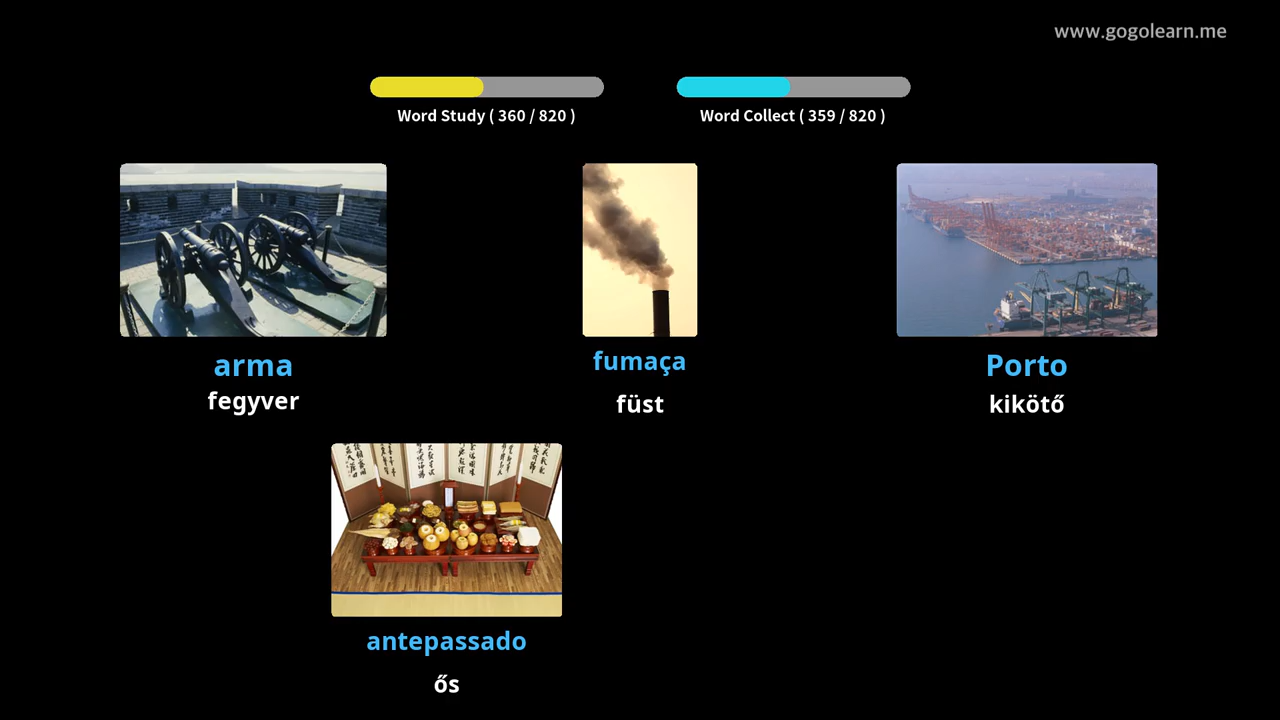 www.gogolearn.me
Word Study ( 360 / 820 )
Word Collect ( 359 / 820 )
arma
fegyver
fumaça
füst
Porto
kikötő
antepassado
ős